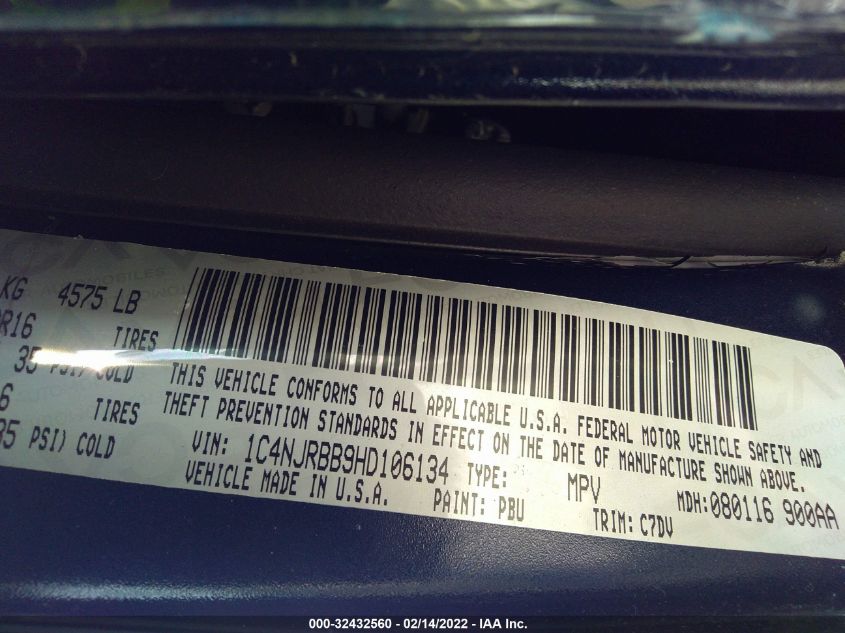 KG 4575 LB
R16 TIRES
35 PSI) COLD
6 TIRES
35 PSI) COLD
THIS VEHICLE CONFORMS TO ALL APPLICABLE U.S.A. FEDERAL MOTOR VEHICLE SAFETY AND
THEFT PREVENTION STANDARDS IN EFFECT ON THE DATE OF MANUFACTURE SHOWN ABOVE.
VIN: 1C4NJRBB9HD106134 TYPE: MPV MDH:080116 900AA
VEHICLE MADE IN U.S.A. PAINT: PBU TRIM: C7DV
000-32432560 - 02/14/2022 - IAA Inc.